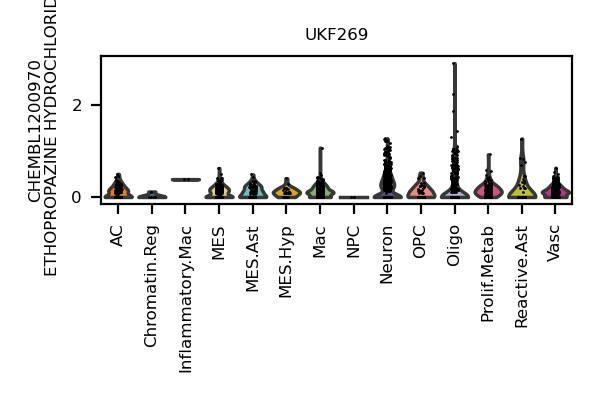 UKF269
CHEMBL1200970
ETHOPROPAZINE HYDROCHLORID
2
0
AC
Chromatin.Reg
Inflammatory.Mac
MES
MES.Ast
MES.Hyp
Mac
NPC
Neuron
OPC
Oligo
Prolif.Metab
Reactive.Ast
Vasc